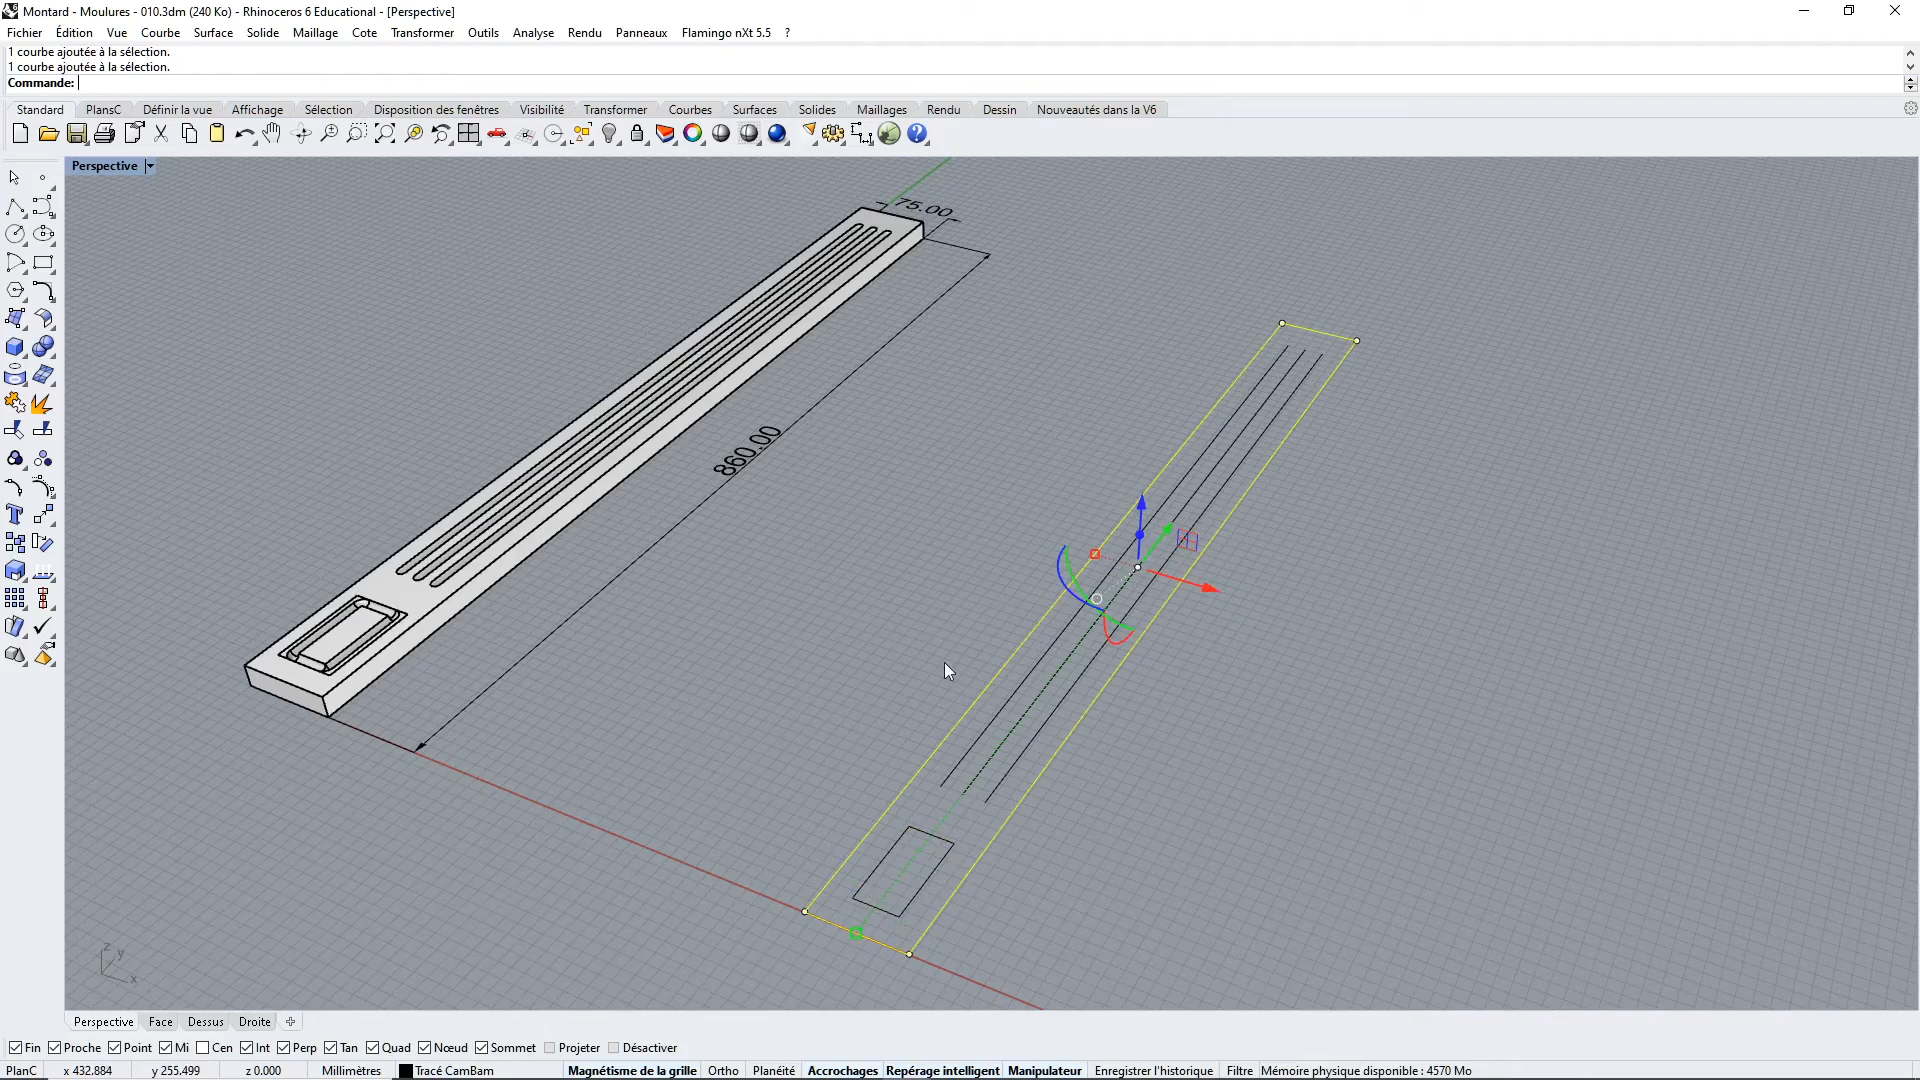 Montard - Moulures - 010.3dm (240 Ko) - Rhinoceros 6 Educational - [Perspective]
Fichier Édition Vue Courbe Surface Solide Maillage Cote Transformer Outils Analyse Rendu Panneaux Flamingo nXt 5.5 ?
1 courbe ajoutée à la sélection.
1 courbe ajoutée à la sélection.
Commande:
Standard PlansC Définir la vue Affichage Sélection Disposition des fenêtres Visibilité Transformer Courbes Surfaces Solides Maillages Rendu Dessin Nouveautés dans la V6
Perspective
75.00
860.00
z y
x
Perspective Face Dessus Droite
Fin Proche Point Mi Cen Int Perp Tan Quad Nœud Sommet Projeter Désactiver
PlanC x 432.884 y 255.499 z 0.000 Millimètres Tracé CamBam Magnétisme de la grille Ortho Planéité Accrochages Repérage intelligent Manipulateur Enregistrer l'historique Filtre Mémoire physique disponible : 4570 Mo